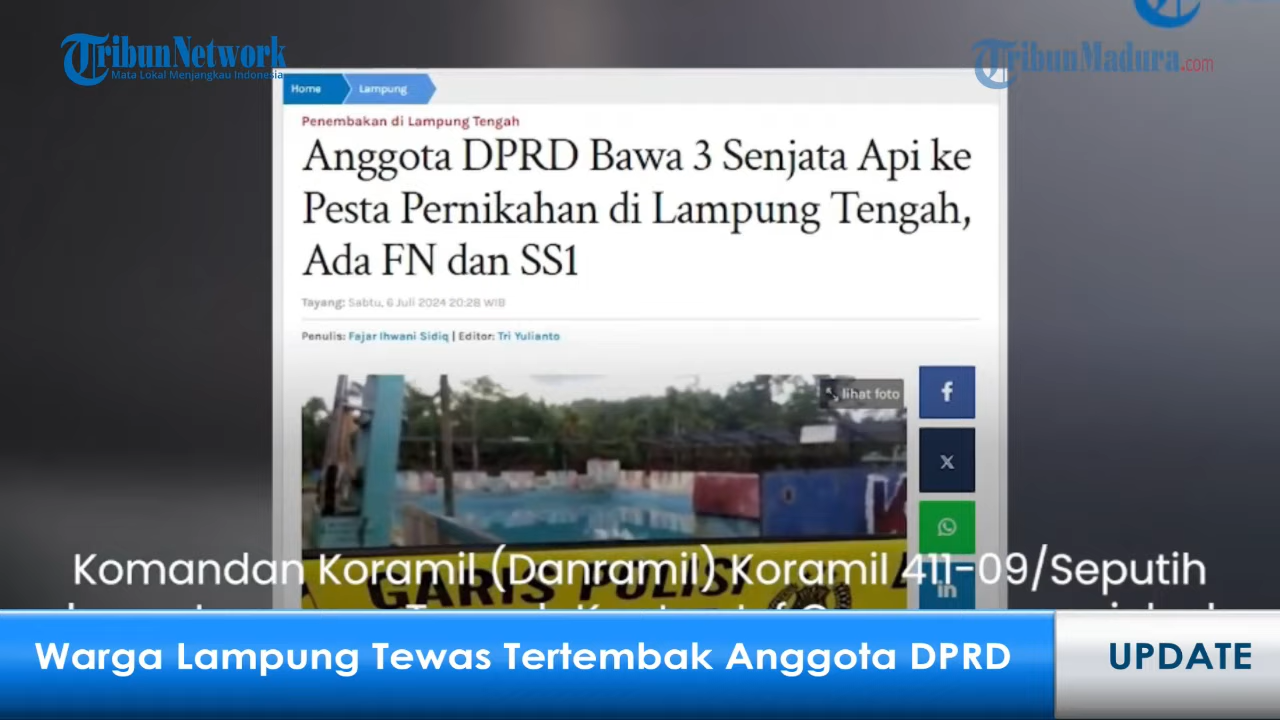 TribunNetwork
Mata Lokal Menjangkau Indonesia
TribunMadura.com
Home
Lampung
Penembakan di Lampung Tengah
Anggota DPRD Bawa 3 Senjata Api ke
Pesta Pernikahan di Lampung Tengah,
Ada FN dan SS1
Tayang: Sabtu, 6 Juli 2024 20:28 WIB
Penulis: Fajar Ihwani Sidiq | Editor: Tri Yulianto
lihat foto
GARIS POLISI
Komandan Koramil (Danramil) Koramil 411-09/Seputih
Warga Lampung Tewas Tertembak Anggota DPRD
UPDATE